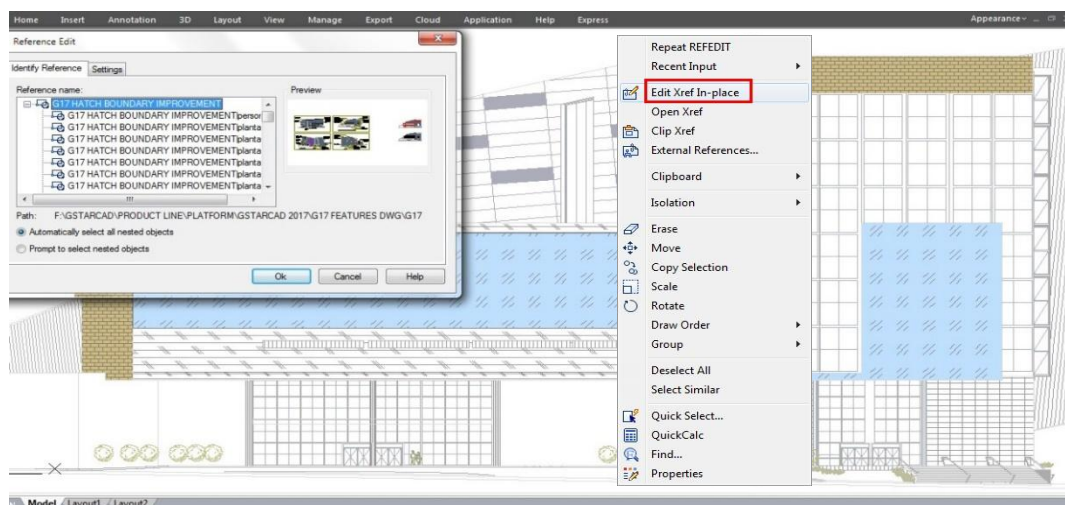 Home Insert Annotation 3D Layout View Manage Export Cloud Application Help Express Appearance
Reference Edit
Identify Reference Settings
Reference name:
G17 HATCH BOUNDARY IMPROVEMENT
G17 HATCH BOUNDARY IMPROVEMENT|person
G17 HATCH BOUNDARY IMPROVEMENT|planta
G17 HATCH BOUNDARY IMPROVEMENT|planta
G17 HATCH BOUNDARY IMPROVEMENT|planta
G17 HATCH BOUNDARY IMPROVEMENT|planta
G17 HATCH BOUNDARY IMPROVEMENT|planta
Preview
Path: F:\GSTARCAD\PRODUCT LINE\PLATFORM\GSTARCAD 2017\G17 FEATURES DWG\G17
Automatically select all nested objects
Prompt to select nested objects
Ok Cancel Help
Repeat REFEDIT
Recent Input
Edit Xref In-place
Open Xref
Clip Xref
External References...
Clipboard
Isolation
Erase
Move
Copy Selection
Scale
Rotate
Draw Order
Group
Deselect All
Select Similar
Quick Select...
QuickCalc
Find...
Properties
Model Layout1 Layout2